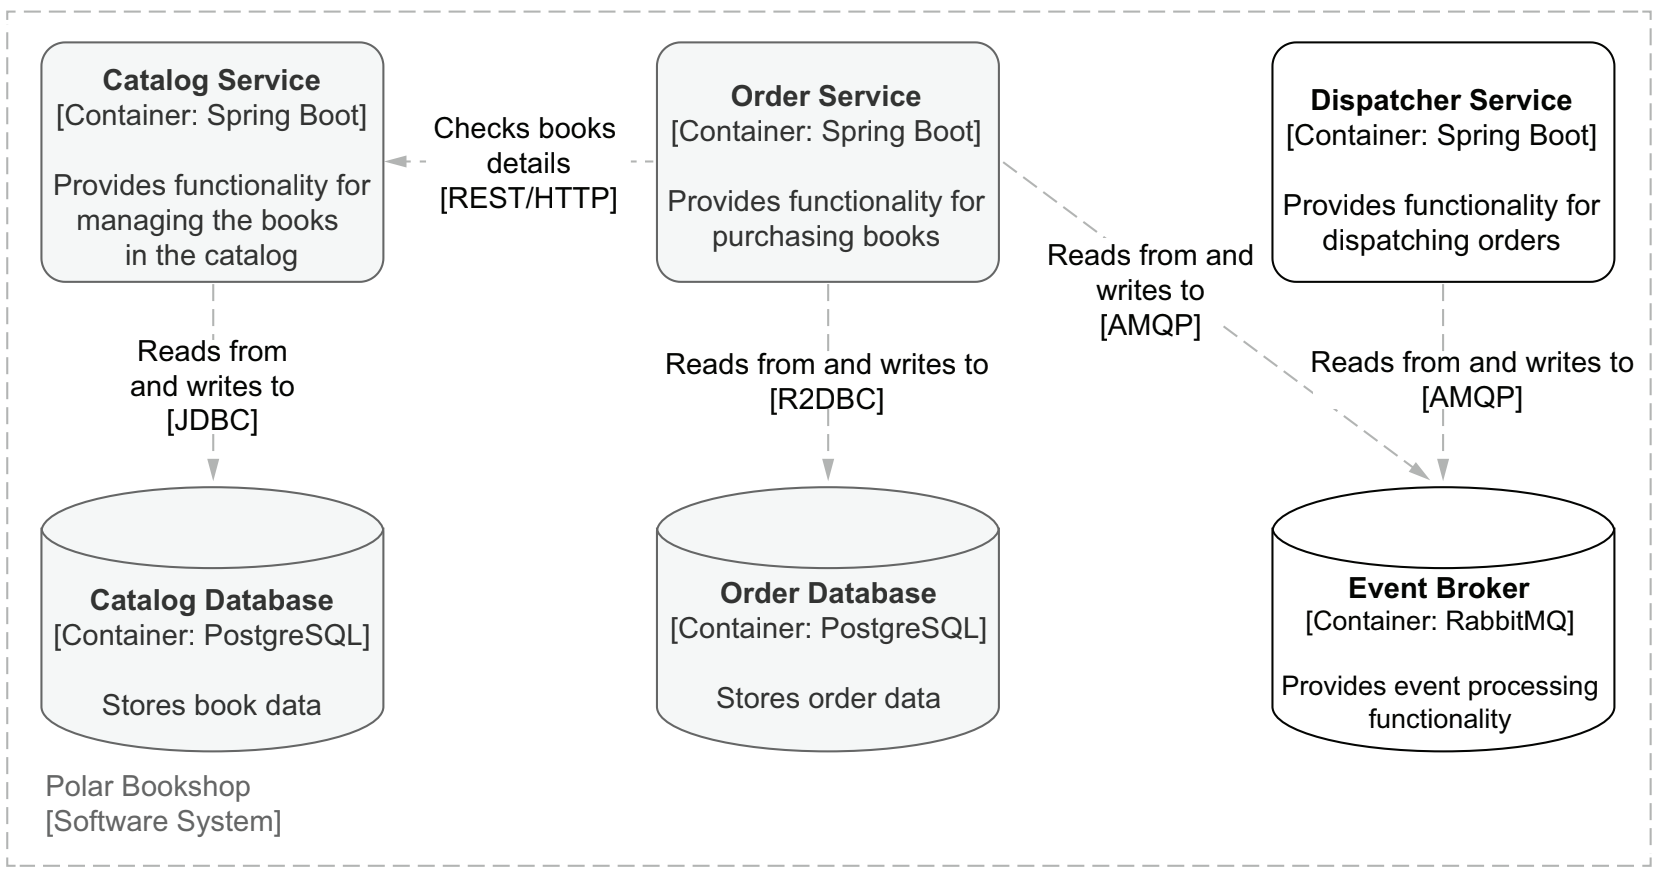 Catalog Service
[Container: Spring Boot]
Provides functionality for
managing the books
in the catalog
Checks books
details
[REST/HTTP]
Order Service
[Container: Spring Boot]
Provides functionality for
purchasing books
Dispatcher Service
[Container: Spring Boot]
Provides functionality for
dispatching orders
Reads from
and writes to
[JDBC]
Reads from and writes to
[R2DBC]
Reads from and
writes to
[AMQP]
Reads from and writes to
[AMQP]
Catalog Database
[Container: PostgreSQL]
Stores book data
Order Database
[Container: PostgreSQL]
Stores order data
Event Broker
[Container: RabbitMQ]
Provides event processing
functionality
Polar Bookshop
[Software System]